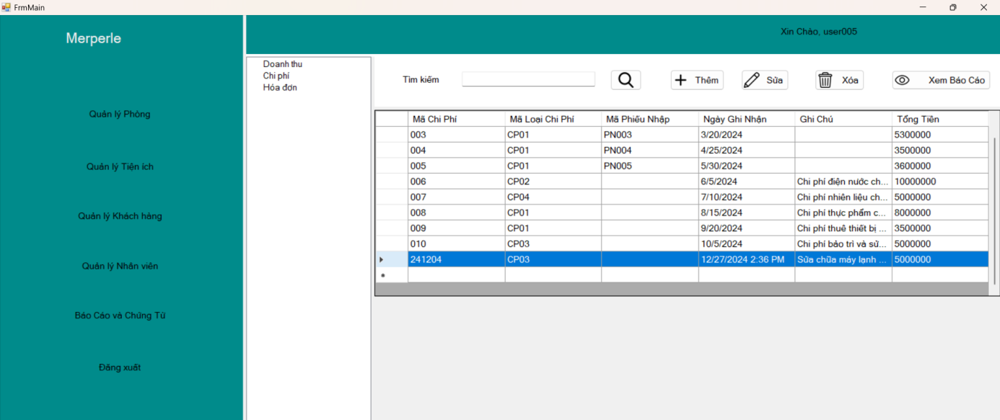 FrmMain
Merperle
Xin Chào, user005
Quản lý Phòng
Quản lý Tiện ích
Quản lý Khách hàng
Quản lý Nhân viên
Báo Cáo và Chứng Từ
Đăng xuất
Doanh thu
Chi phí
Hóa đơn
Tìm kiếm Thêm Sửa Xóa Xem Báo Cáo
Mã Chi Phí Mã Loại Chi Phí Mã Phiếu Nhập Ngày Ghi Nhận Ghi Chú Tổng Tiền
003 CP01 PN003 3/20/2024 5300000
004 CP01 PN004 4/25/2024 3500000
005 CP01 PN005 5/30/2024 3600000
006 CP02 6/5/2024 Chi phí điện nước ch... 10000000
007 CP04 7/10/2024 Chi phí nhiên liệu ch... 5000000
008 CP01 8/15/2024 Chi phí thực phẩm c... 8000000
009 CP01 9/20/2024 Chi phí thuê thiết bị ... 3500000
010 CP03 10/5/2024 Chi phí bảo trì và sử... 5000000
241204 CP03 12/27/2024 2:36 PM Sửa chữa máy lạnh ... 5000000